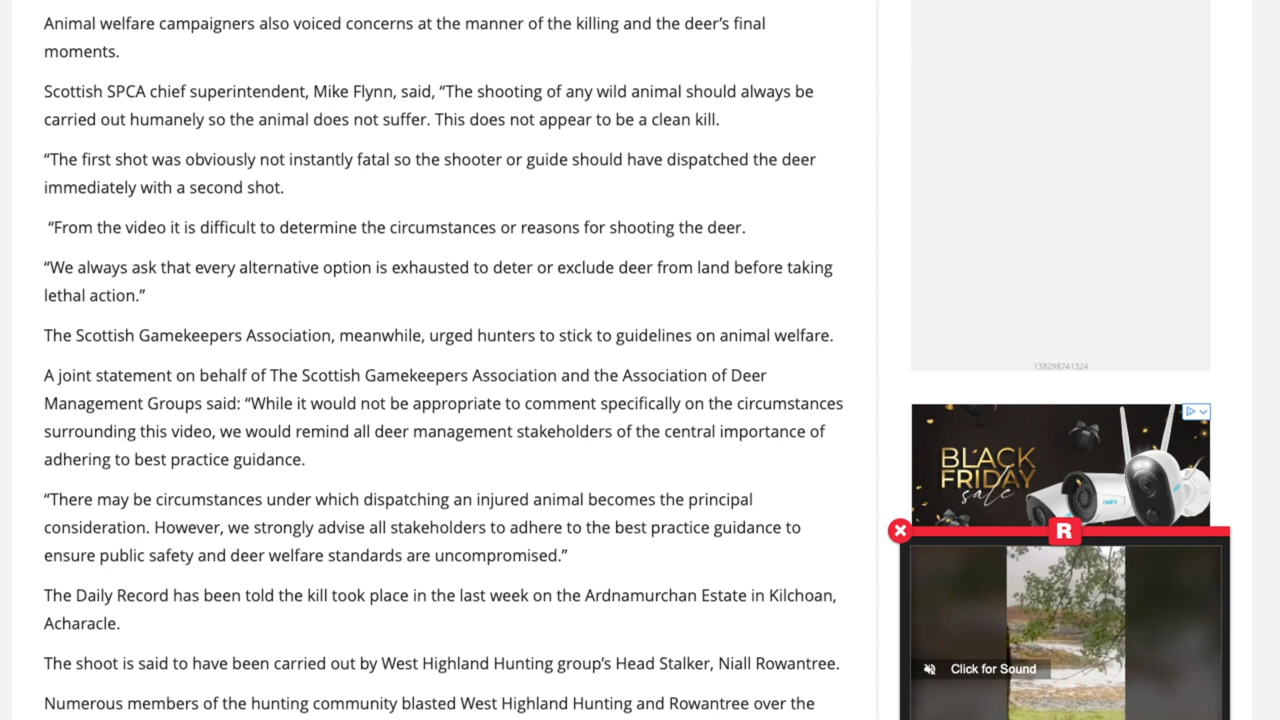 Animal welfare campaigners also voiced concerns at the manner of the killing and the deer’s final
moments.
Scottish SPCA chief superintendent, Mike Flynn, said, “The shooting of any wild animal should always be
carried out humanely so the animal does not suffer. This does not appear to be a clean kill.
“The first shot was obviously not instantly fatal so the shooter or guide should have dispatched the deer
immediately with a second shot.
“From the video it is difficult to determine the circumstances or reasons for shooting the deer.
“We always ask that every alternative option is exhausted to deter or exclude deer from land before taking
lethal action.”
The Scottish Gamekeepers Association, meanwhile, urged hunters to stick to guidelines on animal welfare.
A joint statement on behalf of The Scottish Gamekeepers Association and the Association of Deer
Management Groups said: “While it would not be appropriate to comment specifically on the circumstances
surrounding this video, we would remind all deer management stakeholders of the central importance of
adhering to best practice guidance.
“There may be circumstances under which dispatching an injured animal becomes the principal
consideration. However, we strongly advise all stakeholders to adhere to the best practice guidance to
ensure public safety and deer welfare standards are uncompromised.”
The Daily Record has been told the kill took place in the last week on the Ardnamurchan Estate in Kilchoan,
Acharacle.
The shoot is said to have been carried out by West Highland Hunting group’s Head Stalker, Niall Rowantree.
Numerous members of the hunting community blasted West Highland Hunting and Rowantree over the
138298741324
BLACK
FRIDAY
sale
reolink
R
Click for Sound